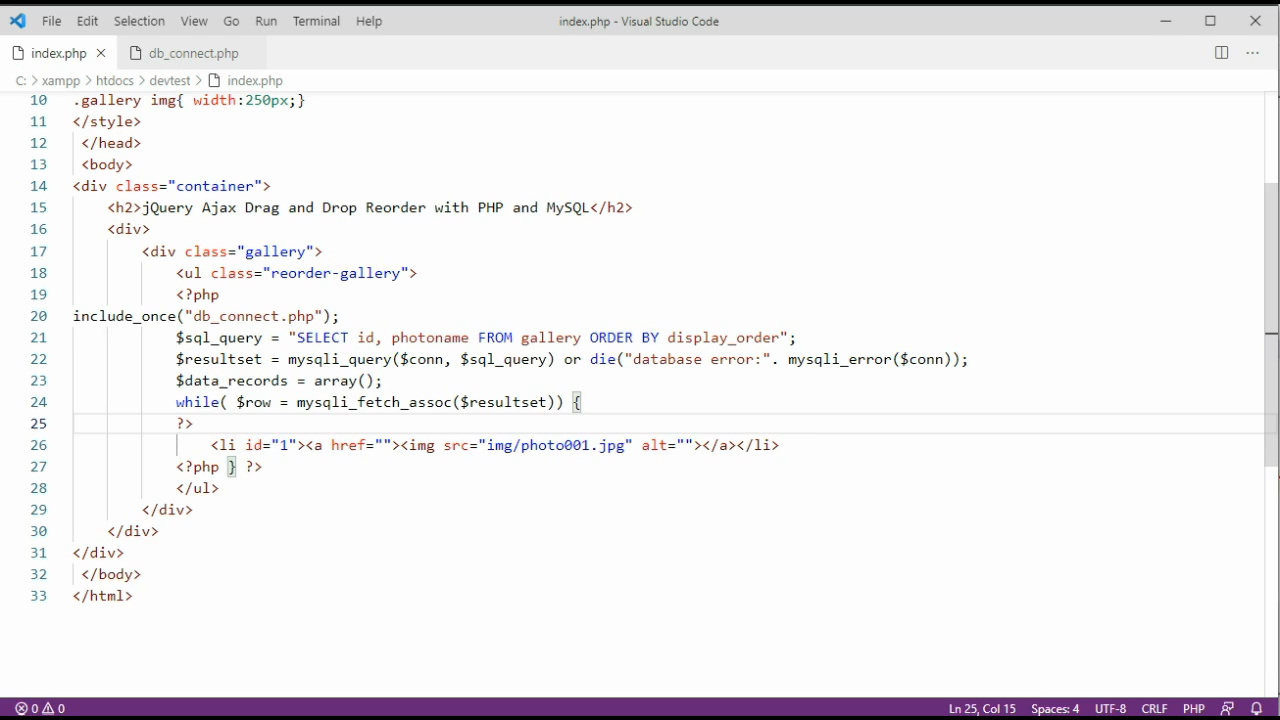 File Edit Selection View Go Run Terminal Help index.php - Visual Studio Code
index.php db_connect.php
C: > xampp > htdocs > devtest > index.php
10 .gallery img{ width:250px;}
11 </style>
12 </head>
13 <body>
14 <div class="container">
15 <h2>jQuery Ajax Drag and Drop Reorder with PHP and MySQL</h2>
16 <div>
17 <div class="gallery">
18 <ul class="reorder-gallery">
19 <?php
20 include_once("db_connect.php");
21 $sql_query = "SELECT id, photoname FROM gallery ORDER BY display_order";
22 $resultset = mysqli_query($conn, $sql_query) or die("database error:". mysqli_error($conn));
23 $data_records = array();
24 while( $row = mysqli_fetch_assoc($resultset)) {
25 ?>
26 <li id="1"><a href=""><img src="img/photo001.jpg" alt=""></a></li>
27 <?php } ?>
28 </ul>
29 </div>
30 </div>
31 </div>
32 </body>
33 </html>
0 0 Ln 25, Col 15 Spaces: 4 UTF-8 CRLF PHP